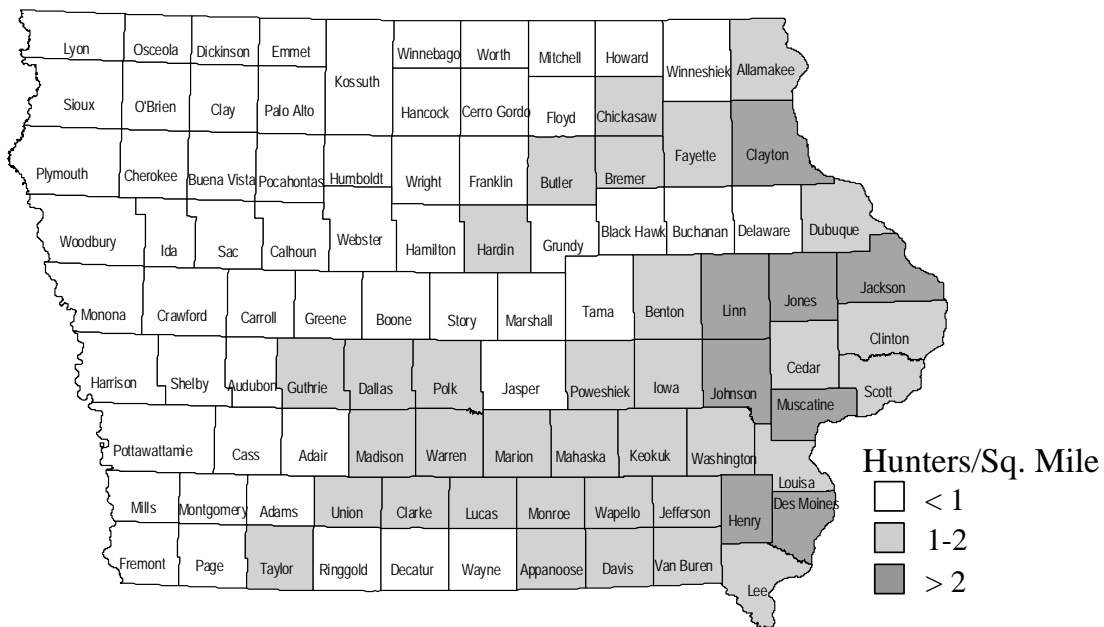 Lyon Osceola Dickinson Emmet Winnebago Worth Mitchell Howard
Kossuth Winneshiek Allamakee
Sioux O'Brien Clay Palo Alto Hancock Cerro Gordo Floyd Chickasaw
Plymouth Cherokee Buena Vista Pocahontas Humboldt Wright Franklin Butler Bremer Fayette Clayton
Woodbury Ida Sac Calhoun Webster Hamilton Hardin Grundy Black Hawk Buchanan Delaware Dubuque
Monona Crawford Carroll Greene Boone Story Marshall Tama Benton Linn Jones Jackson
Clinton
Harrison Shelby Audubon Guthrie Dallas Polk Jasper Poweshiek Iowa Johnson Cedar Scott
Muscatine
Pottawattamie Cass Adair Madison Warren Marion Mahaska Keokuk Washington
Louisa
Mills Montgomery Adams Union Clarke Lucas Monroe Wapello Jefferson Henry Des Moines
Fremont Page Taylor Ringgold Decatur Wayne Appanoose Davis Van Buren Lee
Hunters/Sq. Mile
< 1
1-2
> 2